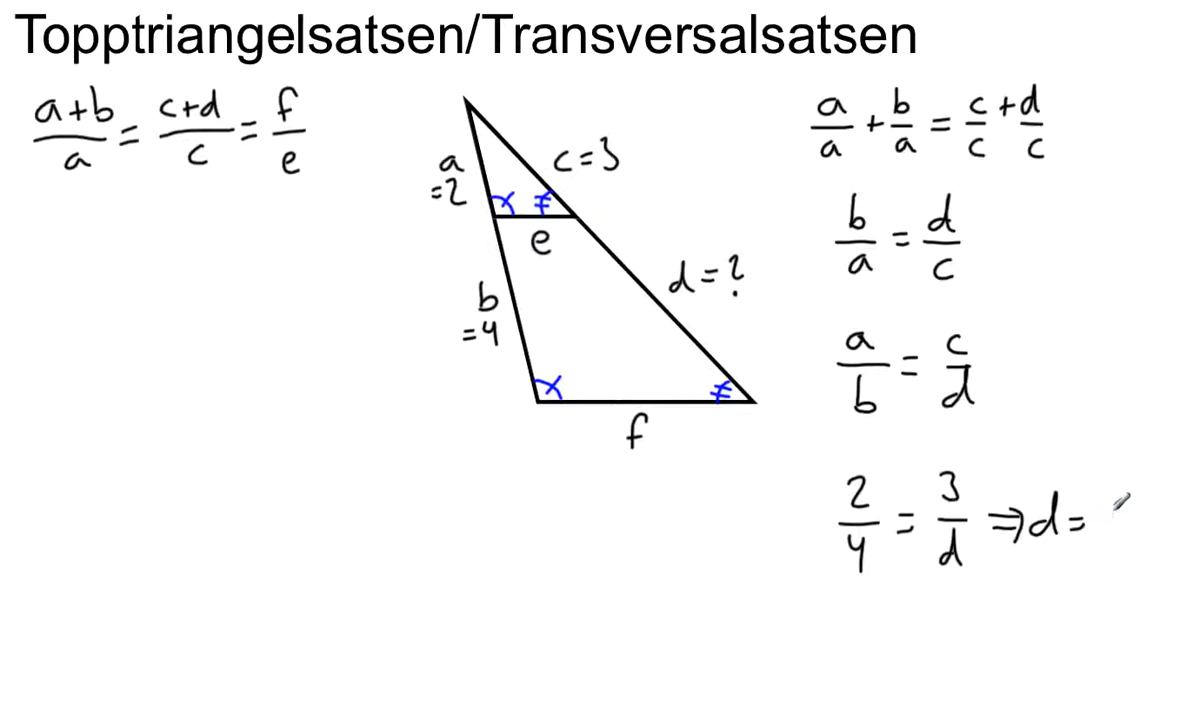 Topptriangelsatsen/Transversalsatsen
(a+b)/a = (c+d)/c = f/e
a
=2
c=3
e
b
=4
d=?
f
a/a + b/a = c/c + d/c
b/a = d/c
a/b = c/d
2/4 = 3/d ⇒ d =